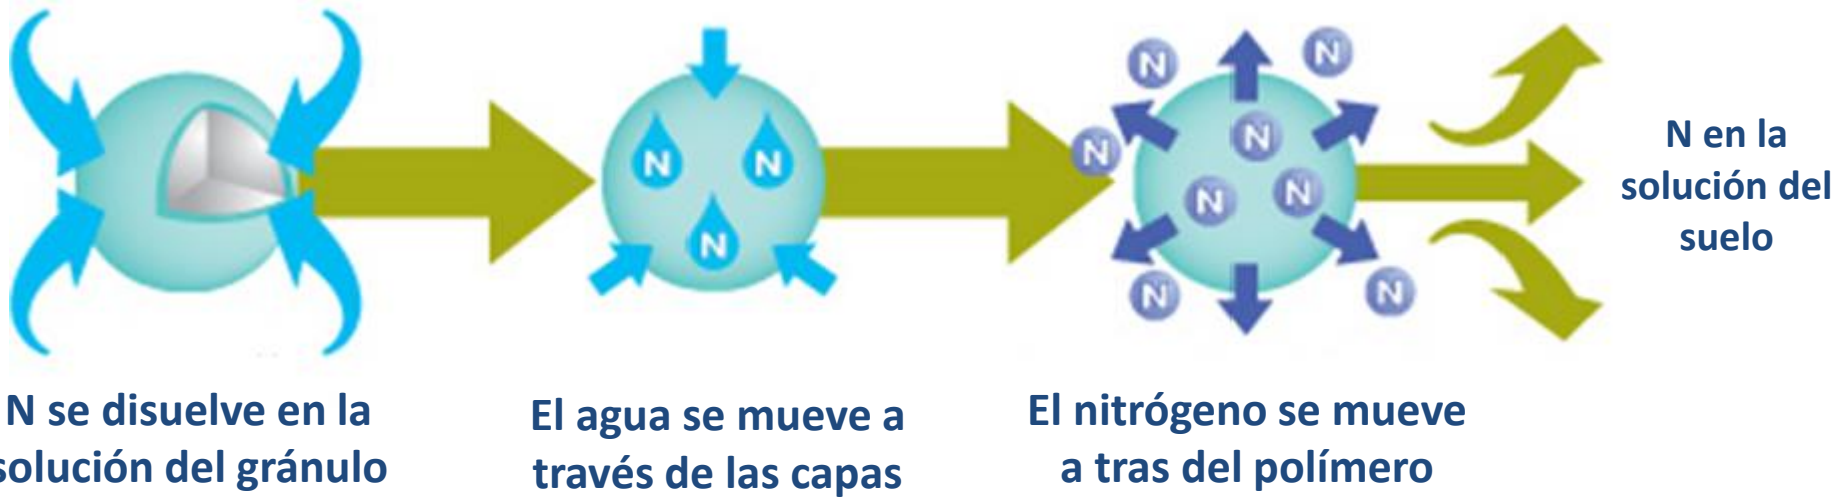 N
N
N
N
N
N
N
N
N
N
N
N en la
solución del
suelo
N se disuelve en la
solución del gránulo
El agua se mueve a
través de las capas
El nitrógeno se mueve
a tras del polímero